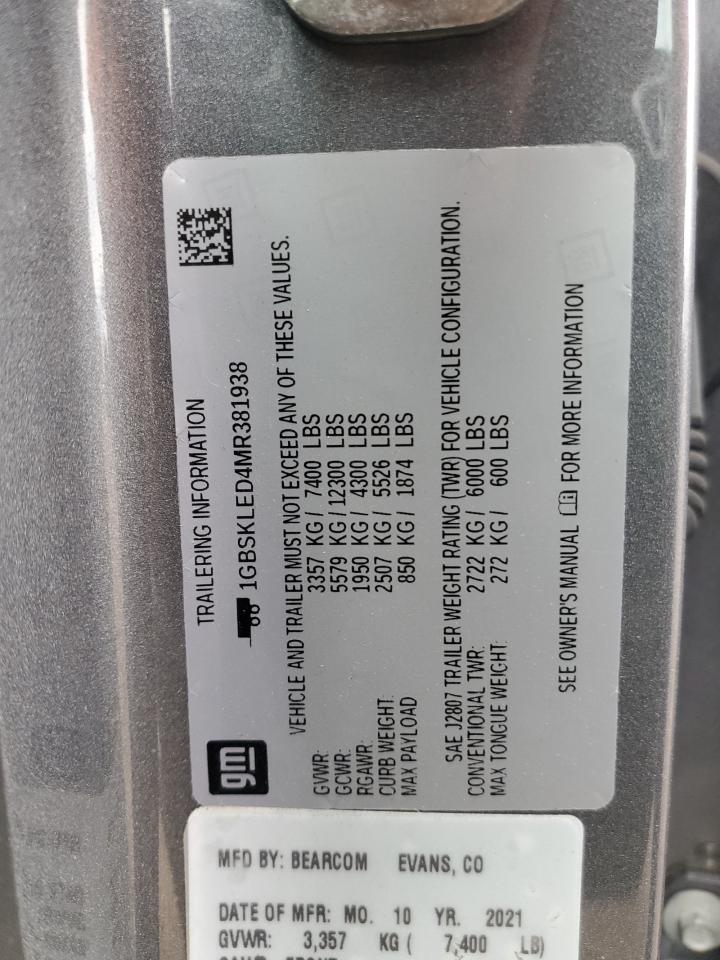 TRAILERING INFORMATION
1GBSKLED4MR381938
gm
VEHICLE AND TRAILER MUST NOT EXCEED ANY OF THESE VALUES.
GVWR: 3357 KG / 7400 LBS
GCWR: 5579 KG / 12300 LBS
RGAWR: 1950 KG / 4300 LBS
CURB WEIGHT: 2507 KG / 5526 LBS
MAX PAYLOAD 850 KG / 1874 LBS
SAE J2807 TRAILER WEIGHT RATING (TWR) FOR VEHICLE CONFIGURATION.
CONVENTIONAL TWR: 2722 KG / 6000 LBS
MAX TONGUE WEIGHT: 272 KG / 600 LBS
SEE OWNER'S MANUAL FOR MORE INFORMATION
MFD BY: BEARCOM EVANS, CO
DATE OF MFR: MO. 10 YR. 2021
GVWR: 3,357 KG ( 7,400 LB)